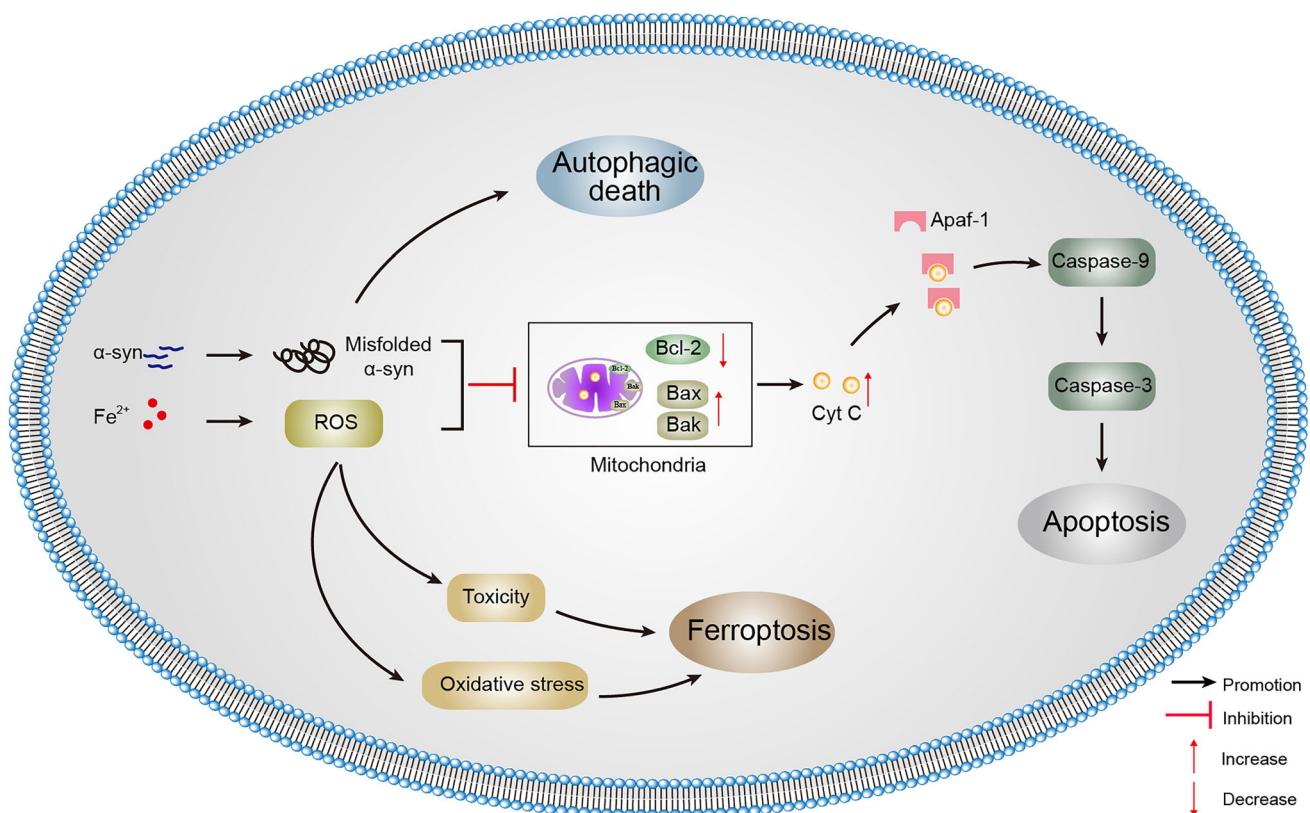 Autophagic
death
Apaf-1
Caspase-9
α-syn
Misfolded
α-syn
Bcl-2
Bcl-2
Bak
Bax
Bax
Bak
Mitochondria
Cyt C
Caspase-3
Fe²⁺
ROS
Apoptosis
Toxicity
Ferroptosis
Oxidative stress
Promotion
Inhibition
Increase
Decrease